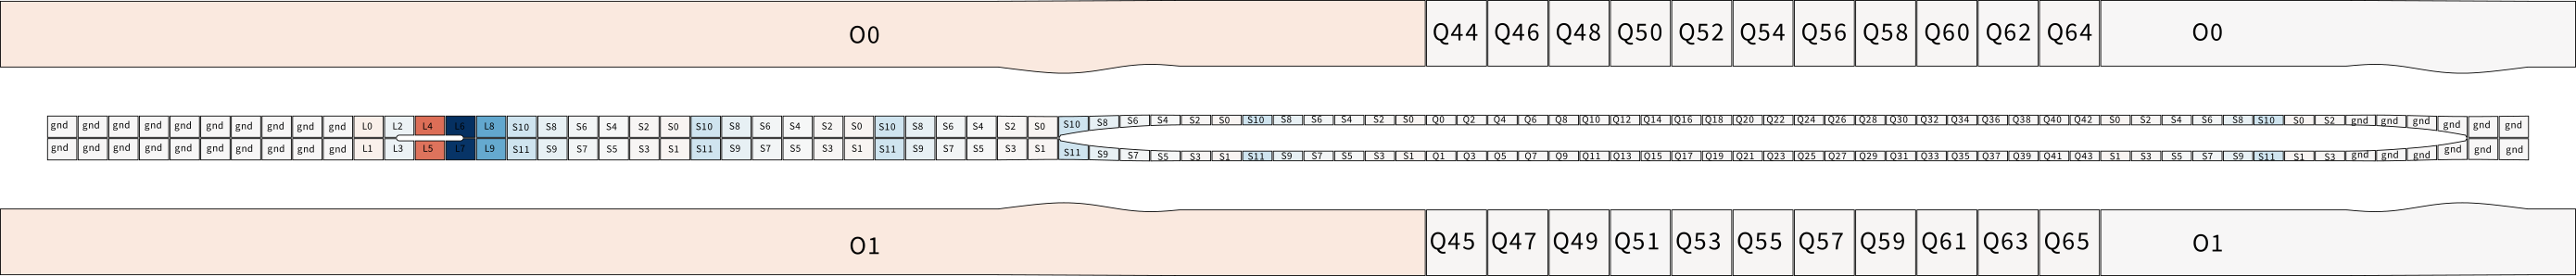 O0 Q44 Q46 Q48 Q50 Q52 Q54 Q56 Q58 Q60 Q62 Q64 O0
gnd gnd gnd gnd gnd gnd gnd gnd gnd gnd L0 L2 L4 L6 L8 S10 S8 S6 S4 S2 S0 S10 S8 S6 S4 S2 S0 S10 S8 S6 S4 S2 S0 S10 S8 S6 S4 S2 S0 S10 S8 S6 S4 S2 S0 Q0 Q2 Q4 Q6 Q8 Q10 Q12 Q14 Q16 Q18 Q20 Q22 Q24 Q26 Q28 Q30 Q32 Q34 Q36 Q38 Q40 Q42 S0 S2 S4 S6 S8 S10 S0 S2 gnd gnd gnd gnd gnd gnd
gnd gnd gnd gnd gnd gnd gnd gnd gnd gnd L1 L3 L5 L7 L9 S11 S9 S7 S5 S3 S1 S11 S9 S7 S5 S3 S1 S11 S9 S7 S5 S3 S1 S11 S9 S7 S5 S3 S1 S11 S9 S7 S5 S3 S1 Q1 Q3 Q5 Q7 Q9 Q11 Q13 Q15 Q17 Q19 Q21 Q23 Q25 Q27 Q29 Q31 Q33 Q35 Q37 Q39 Q41 Q43 S1 S3 S5 S7 S9 S11 S1 S3 gnd gnd gnd gnd gnd gnd
O1 Q45 Q47 Q49 Q51 Q53 Q55 Q57 Q59 Q61 Q63 Q65 O1